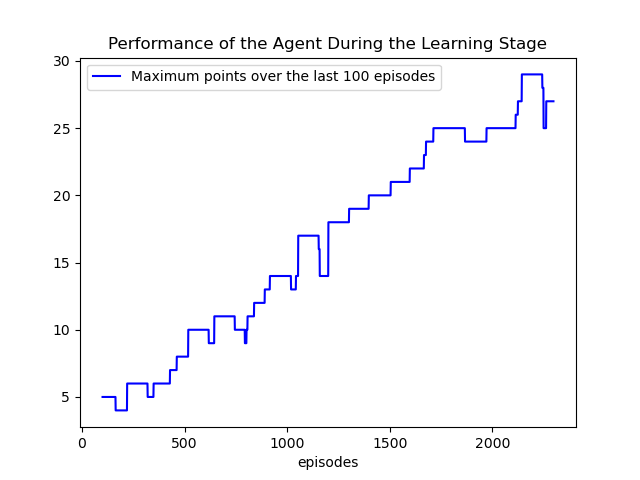 Performance of the Agent During the Learning Stage
Maximum points over the last 100 episodes
30
25
20
15
10
5
0 500 1000 1500 2000
episodes